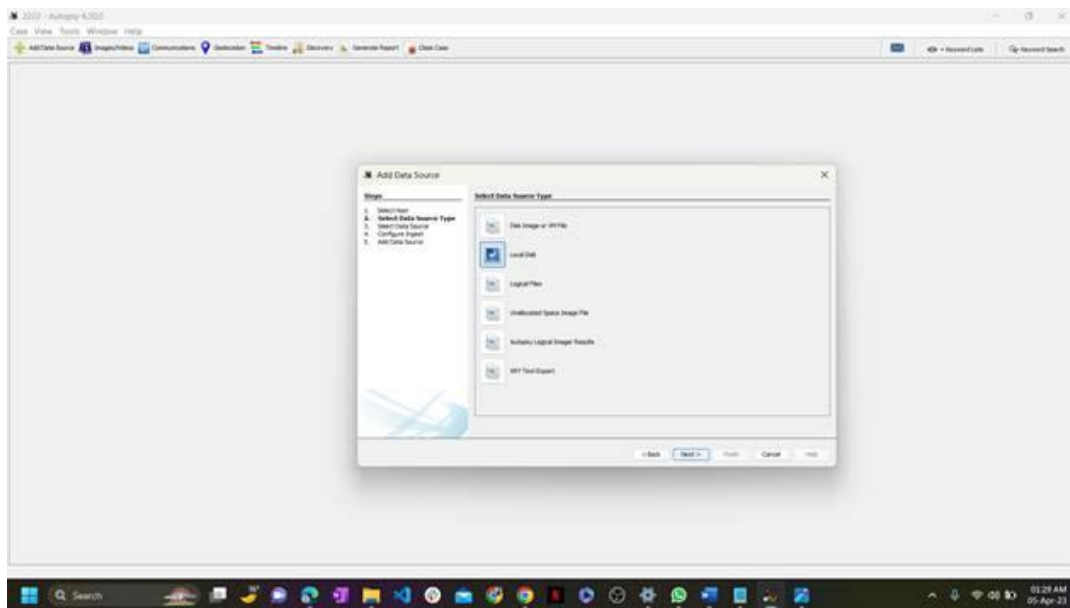 2222 - Autopsy 4.20.0
Case View Tools Window Help
Add Data Source Images/Videos Communications Geolocation Timeline Discovery Generate Report Close Case
Keyword Lists Keyword Search
Add Data Source
Steps
1. Select Host
2. Select Data Source Type
3. Select Data Source
4. Configure Ingest
5. Add Data Source
Select Data Source Type
Disk Image or VM File
Local Disk
Logical Files
Unallocated Space Image File
Autopsy Logical Imager Results
XRY Text Export
< Back Next > Finish Cancel Help
Search
01:29 AM
05-Apr-23